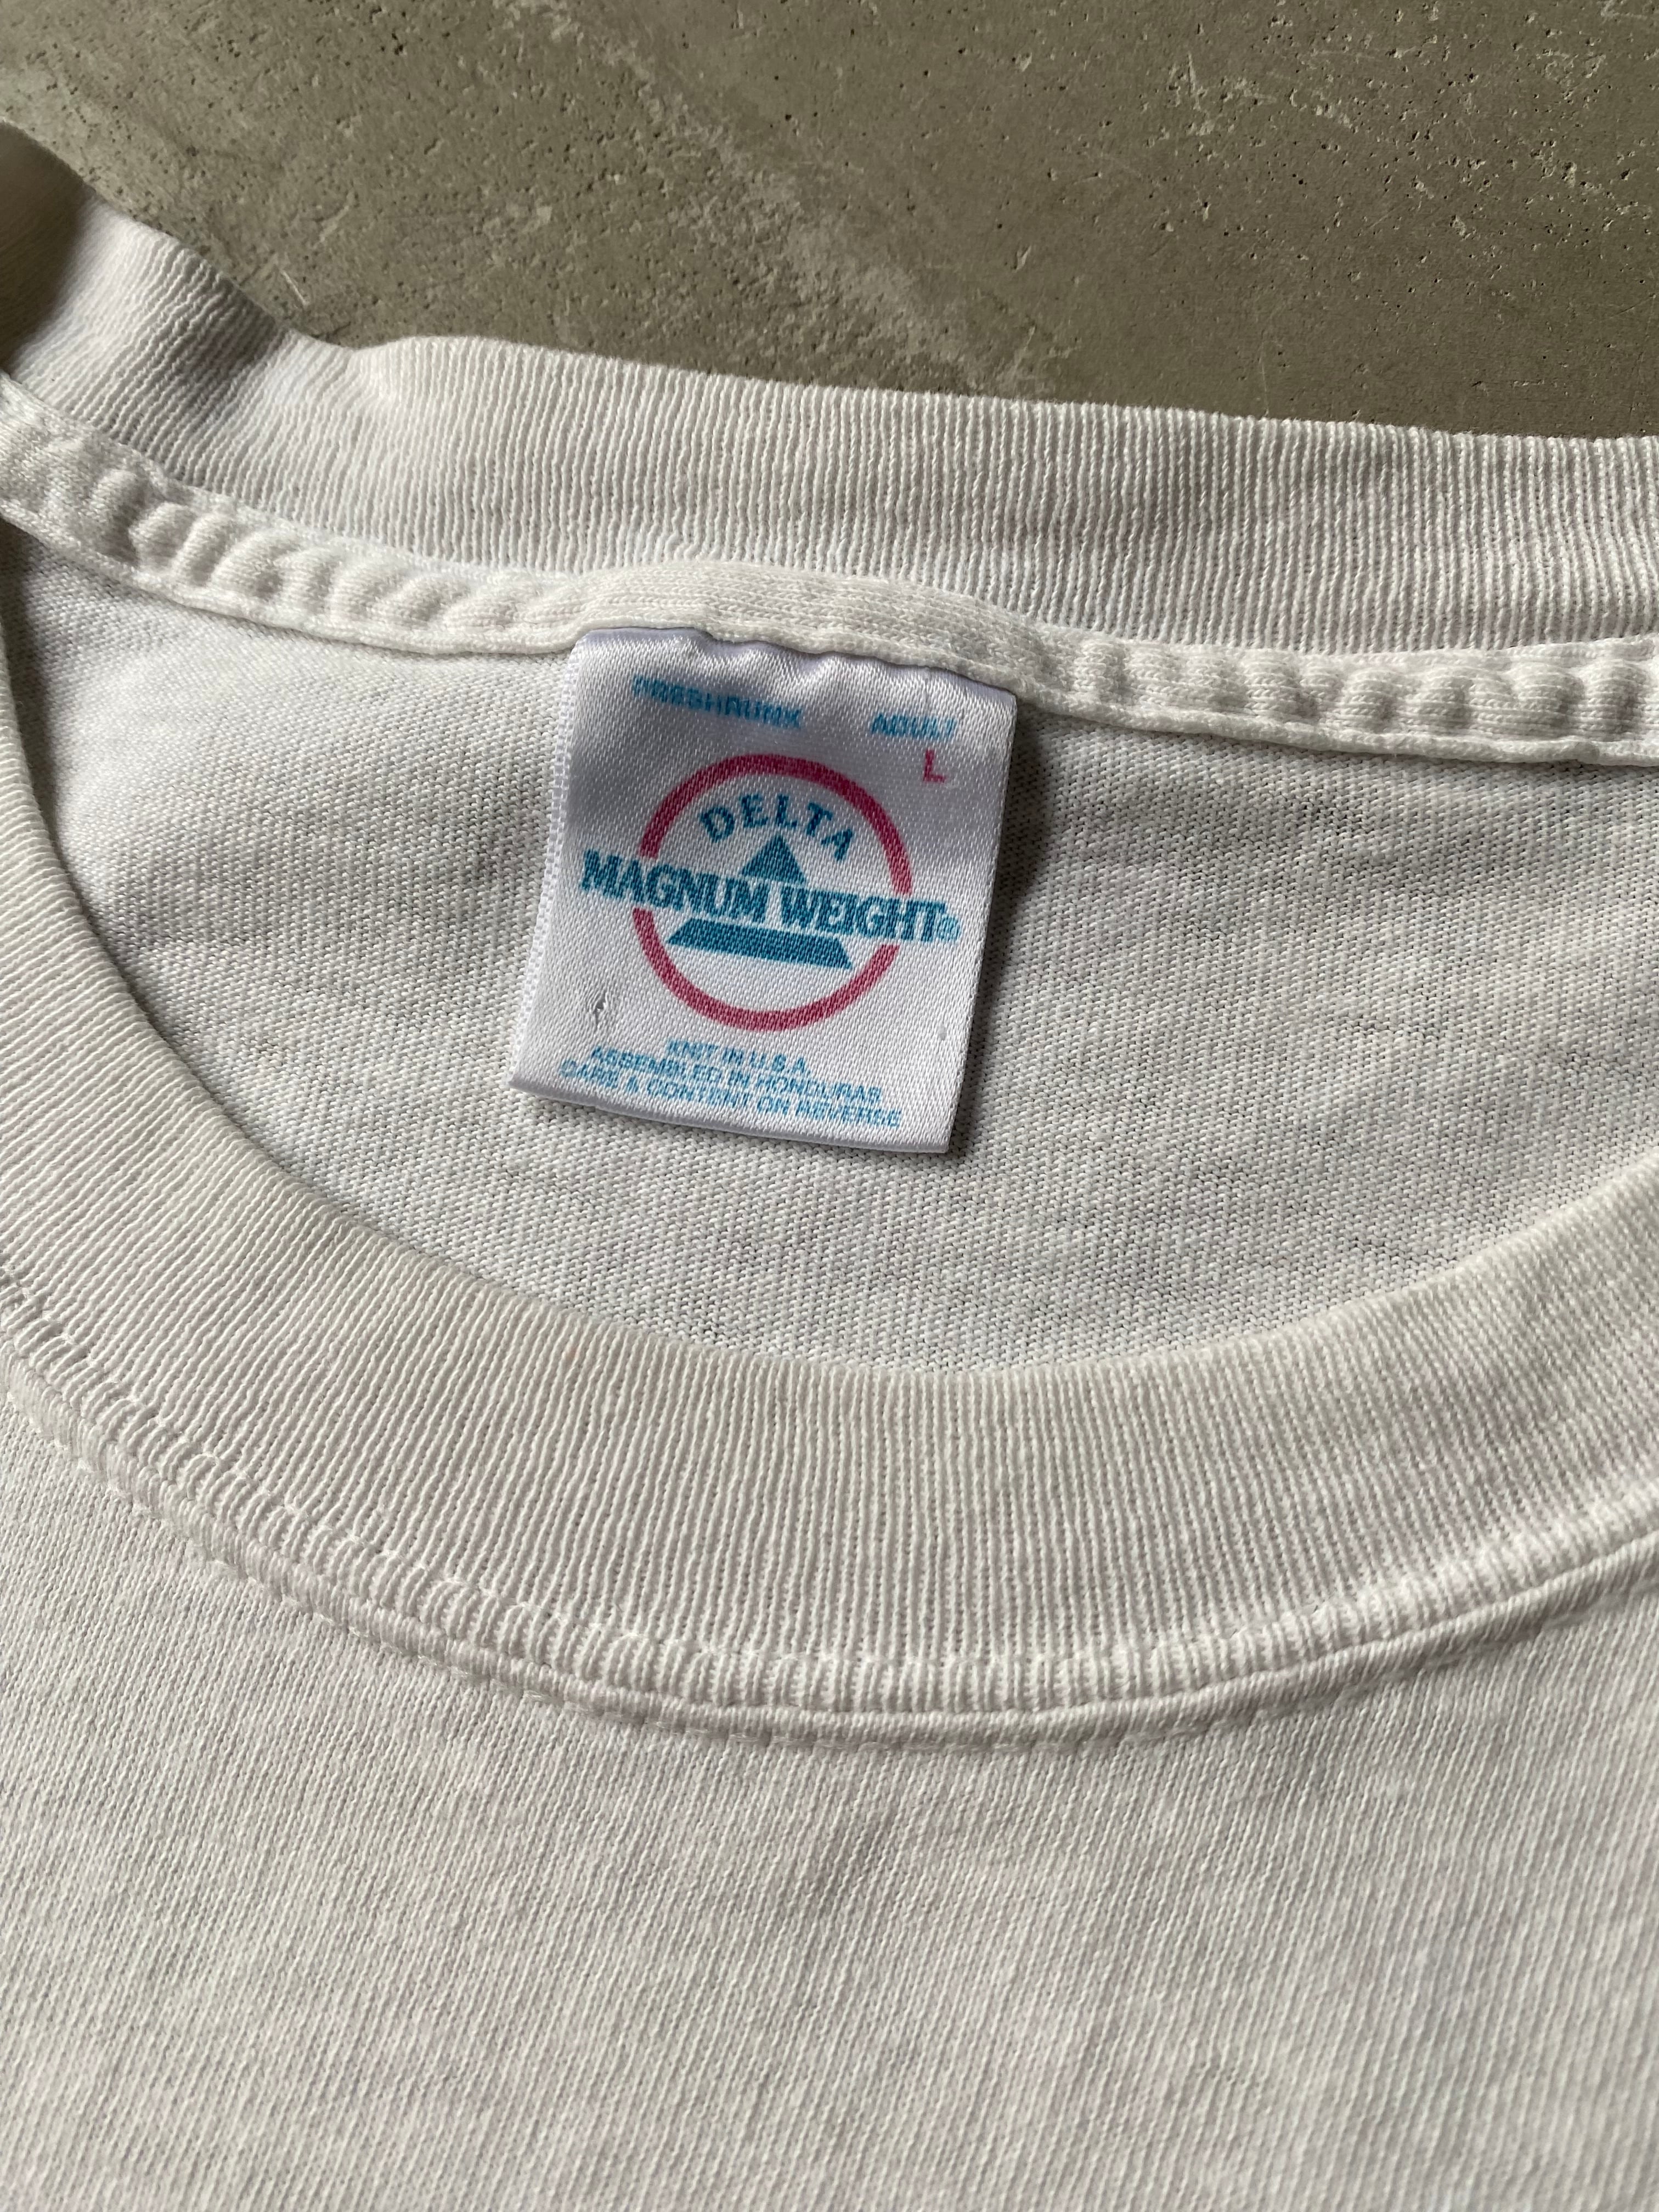 PRESHRUNK ADULT
L
DELTA
MAGNUM WEIGHT®
KNIT IN U.S.A.
ASSEMBLED IN HONDURAS
CARE & CONTENT ON REVERSE